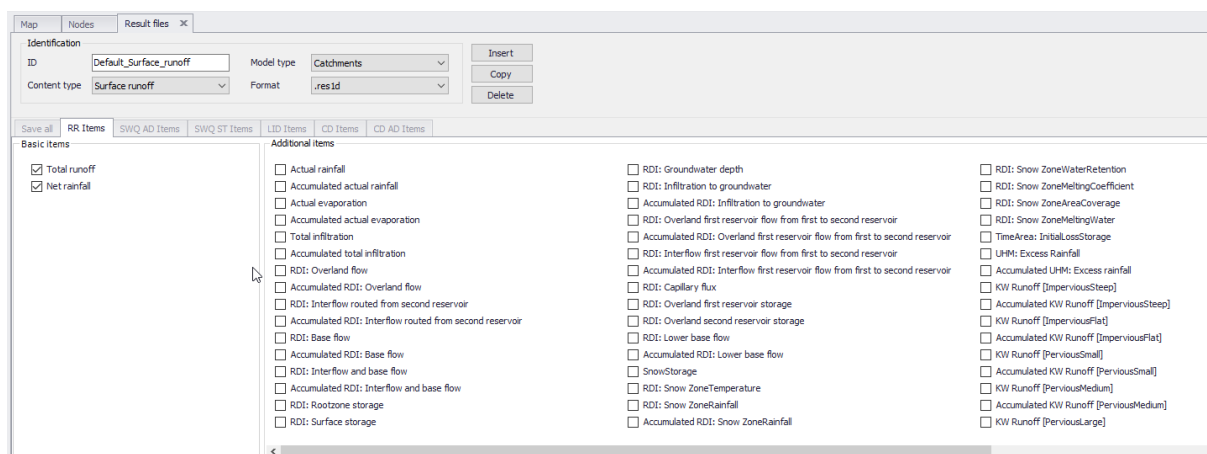 Map Nodes Result files
Identification
ID Default_Surface_runoff Model type Catchments Insert
Copy
Content type Surface runoff Format .res1d Delete
Save all RR Items SWQ AD Items SWQ ST Items LID Items CD Items CD AD Items
Basic items Additional items
Total runoff Actual rainfall RDI: Groundwater depth RDI: Snow ZoneWaterRetention
Net rainfall Accumulated actual rainfall RDI: Infiltration to groundwater RDI: Snow ZoneMeltingCoefficient
Actual evaporation Accumulated RDI: Infiltration to groundwater RDI: Snow ZoneAreaCoverage
Accumulated actual evaporation RDI: Overland first reservoir flow from first to second reservoir RDI: Snow ZoneMeltingWater
Total infiltration Accumulated RDI: Overland first reservoir flow from first to second reservoir TimeArea: InitialLossStorage
Accumulated total infiltration RDI: Interflow first reservoir flow from first to second reservoir UHM: Excess Rainfall
RDI: Overland flow Accumulated RDI: Interflow first reservoir flow from first to second reservoir Accumulated UHM: Excess rainfall
Accumulated RDI: Overland flow RDI: Capillary flux KW Runoff [ImperviousSteep]
RDI: Interflow routed from second reservoir RDI: Overland first reservoir storage Accumulated KW Runoff [ImperviousSteep]
Accumulated RDI: Interflow routed from second reservoir RDI: Overland second reservoir storage KW Runoff [ImperviousFlat]
RDI: Base flow RDI: Lower base flow Accumulated KW Runoff [ImperviousFlat]
Accumulated RDI: Base flow Accumulated RDI: Lower base flow KW Runoff [PerviousSmall]
RDI: Interflow and base flow SnowStorage Accumulated KW Runoff [PerviousSmall]
Accumulated RDI: Interflow and base flow RDI: Snow ZoneTemperature KW Runoff [PerviousMedium]
RDI: Rootzone storage RDI: Snow ZoneRainfall Accumulated KW Runoff [PerviousMedium]
RDI: Surface storage Accumulated RDI: Snow ZoneRainfall KW Runoff [PerviousLarge]